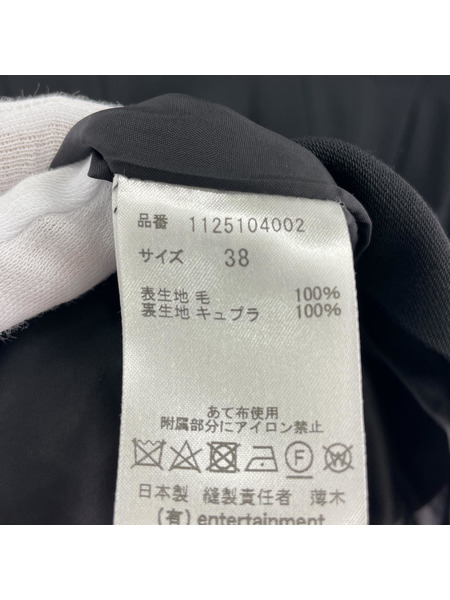 品番 1125104002
サイズ 38
表生地 毛 100%
裏生地 キュプラ 100%
あて布使用
附属部分にアイロン禁止
日本製 縫製責任者 薄木
(有) entertainment